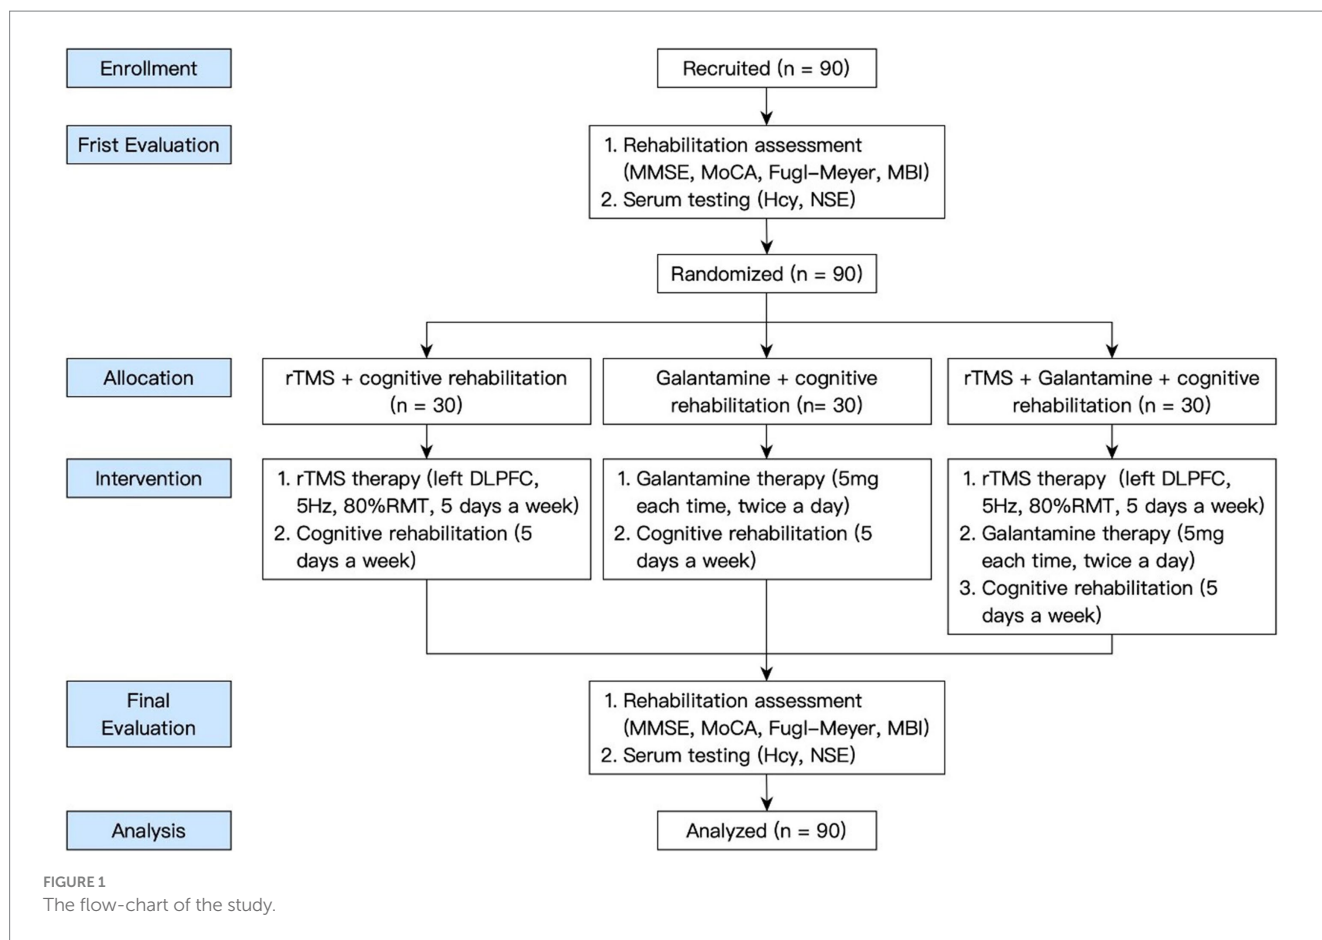 Enrollment
Recruited (n = 90)
Frist Evaluation
1. Rehabilitation assessment
(MMSE, MoCA, Fugl–Meyer, MBI)
2. Serum testing (Hcy, NSE)
Randomized (n = 90)
Allocation
rTMS + cognitive rehabilitation
(n = 30)
Galantamine + cognitive
rehabilitation (n= 30)
rTMS + Galantamine + cognitive
rehabilitation (n = 30)
Intervention
1. rTMS therapy (left DLPFC,
5Hz, 80%RMT, 5 days a week)
2. Cognitive rehabilitation (5
days a week)
1. Galantamine therapy (5mg
each time, twice a day)
2. Cognitive rehabilitation (5
days a week)
1. rTMS therapy (left DLPFC,
5Hz, 80%RMT, 5 days a week)
2. Galantamine therapy (5mg
each time, twice a day)
3. Cognitive rehabilitation (5
days a week)
Final
Evaluation
1. Rehabilitation assessment
(MMSE, MoCA, Fugl–Meyer, MBI)
2. Serum testing (Hcy, NSE)
Analysis
Analyzed (n = 90)
FIGURE 1
The flow-chart of the study.